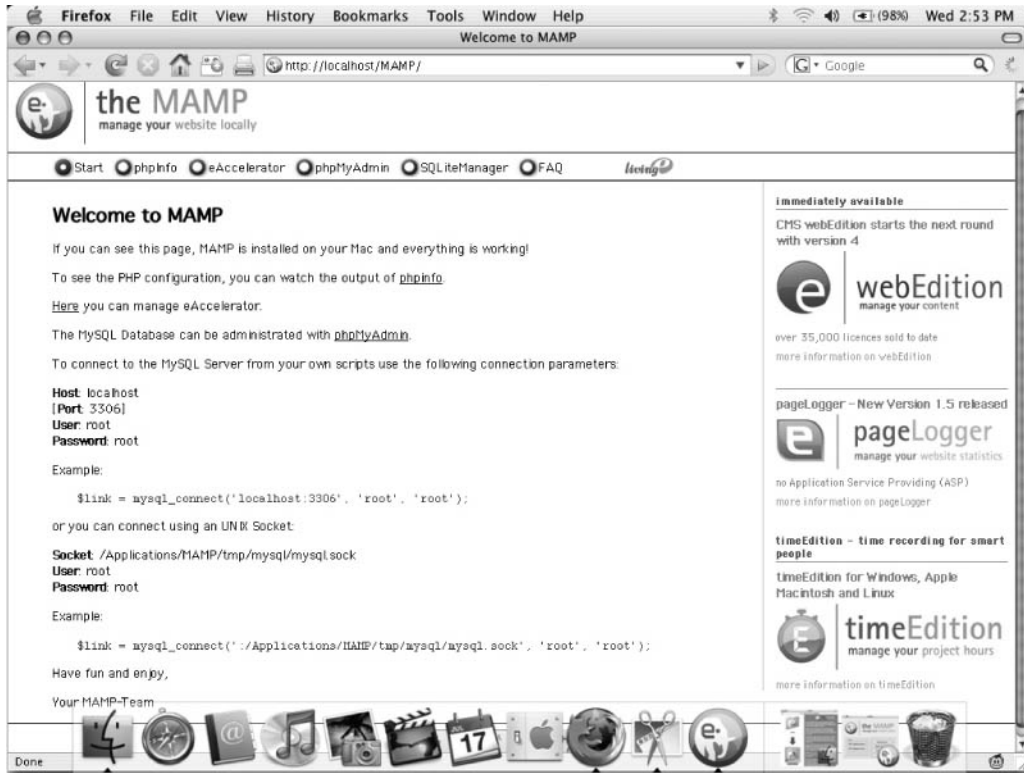 Firefox File Edit View History Bookmarks Tools Window Help (98%) Wed 2:53 PM
Welcome to MAMP
http://localhost/MAMP/ G Google
e. the MAMP
manage your website locally
Start phpInfo eAccelerator phpMyAdmin SQLiteManager FAQ living e
Welcome to MAMP
If you can see this page, MAMP is installed on your Mac and everything is working!
To see the PHP configuration, you can watch the output of phpinfo.
Here you can manage eAccelerator.
The MySQL Database can be administrated with phpMyAdmin.
To connect to the MySQL Server from your own scripts use the following connection parameters:
Host: localhost
[Port: 3306]
User: root
Password: root
Example:
$link = mysql_connect('localhost:3306', 'root', 'root');
or you can connect using an UNIX Socket:
Socket: /Applications/MAMP/tmp/mysql/mysql.sock
User: root
Password: root
Example:
$link = mysql_connect(':/Applications/MAMP/tmp/mysql/mysql.sock', 'root', 'root');
Have fun and enjoy,
Your MAMP-Team
immediately available
CMS webEdition starts the next round
with version 4
e webEdition
manage your content
over 35,000 licences sold to date
more information on webEdition
pageLogger - New Version 1.5 released
e pageLogger
manage your website statistics
no Application Service Providing (ASP)
more information on pageLogger
timeEdition - time recording for smart
people
timeEdition for Windows, Apple
Macintosh and Linux
E timeEdition
manage your project hours
more information on timeEdition
@ 17 e.
Done